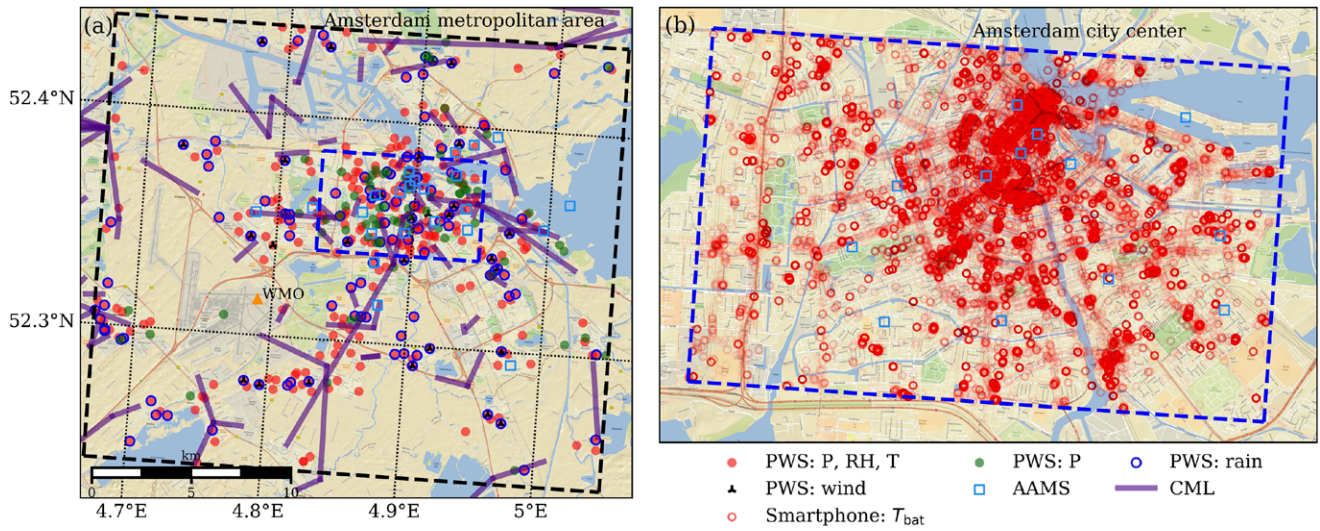 (a)
Amsterdam metropolitan area
52.4°N
52.3°N
WMO
km
0 5 10
4.7°E 4.8°E 4.9°E 5°E
(b)
Amsterdam city center
PWS: P, RH, T
PWS: P
PWS: rain
PWS: wind
AAMS
CML
Smartphone: T_bat